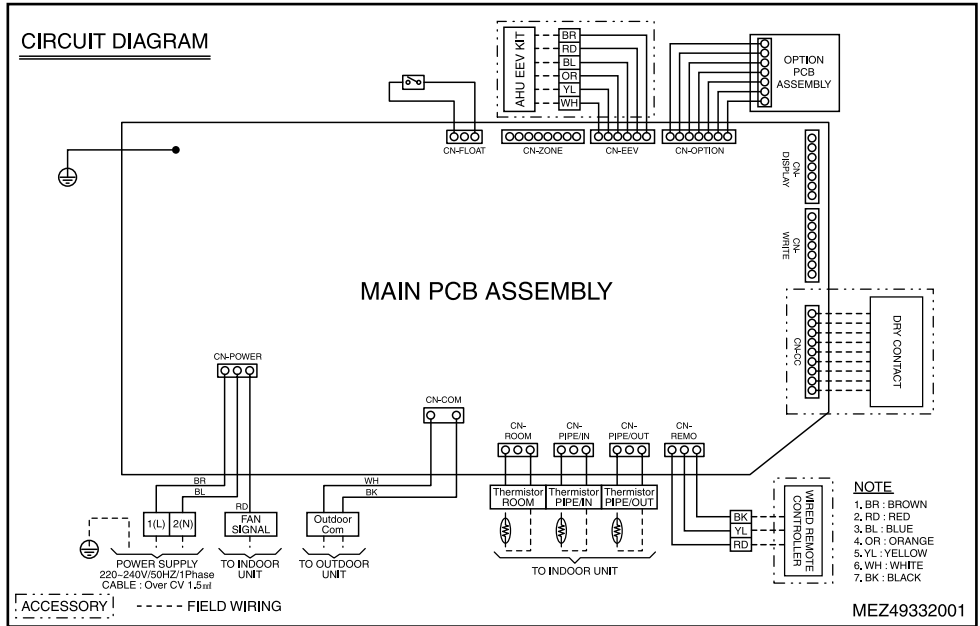 CIRCUIT DIAGRAM
AHU EEV KIT
BR
RD
BL
OR
YL
WH
OPTION
PCB
ASSEMBLY
CN-FLOAT
CN-ZONE
CN-EEV
CN-OPTION
CN-
DISPLAY
CN-
WRITE
MAIN PCB ASSEMBLY
CN-CC
DRY CONTACT
CN-POWER
CN-COM
CN-
ROOM
CN-
PIPE/IN
CN-
PIPE/OUT
CN-
REMO
BR
BL
RD
WH
BK
1(L)
2(N)
FAN
SIGNAL
Outdoor
Com
Thermistor
ROOM
Thermistor
PIPE/IN
Thermistor
PIPE/OUT
BK
YL
RD
WIRED REMOTE
CONTROLLER
POWER SUPPLY
220~240V/50HZ/1Phase
CABLE : Over CV 1.5㎟
TO INDOOR
UNIT
TO OUTDOOR
UNIT
TO INDOOR UNIT
NOTE
1. BR : BROWN
2. RD : RED
3. BL : BLUE
4. OR : ORANGE
5. YL : YELLOW
6. WH : WHITE
7. BK : BLACK
ACCESSORY
----- FIELD WIRING
MEZ49332001